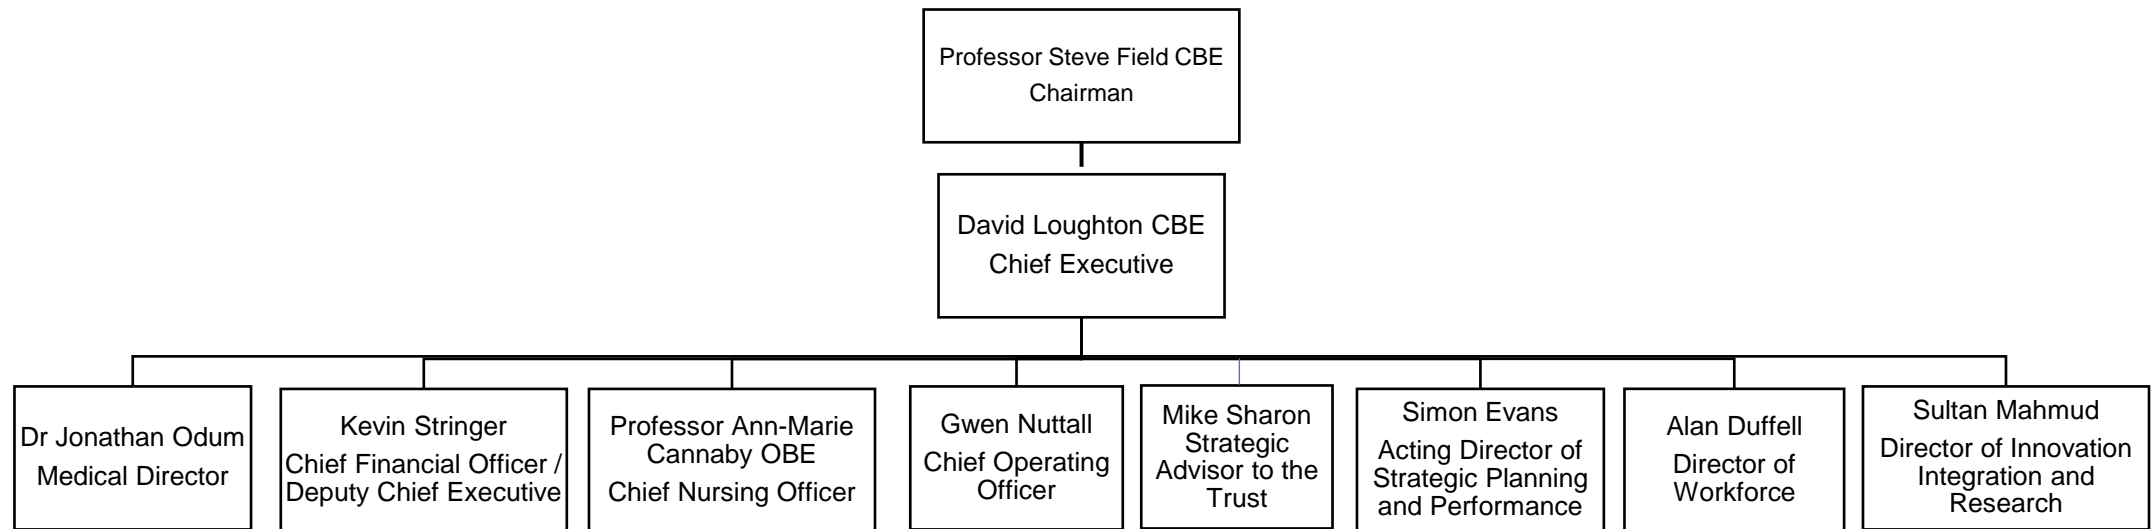 Professor Steve Field CBE
Chairman
David Loughton CBE
Chief Executive
Dr Jonathan Odum
Medical Director
Kevin Stringer
Chief Financial Officer /
Deputy Chief Executive
Professor Ann-Marie
Cannaby OBE
Chief Nursing Officer
Gwen Nuttall
Chief Operating
Officer
Mike Sharon
Strategic
Advisor to the
Trust
Simon Evans
Acting Director of
Strategic Planning
and Performance
Alan Duffell
Director of
Workforce
Sultan Mahmud
Director of Innovation
Integration and
Research